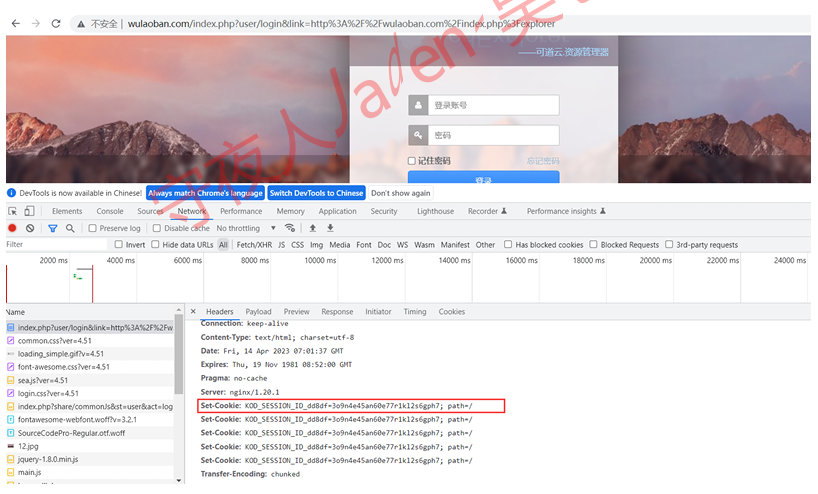 不安全 | wulaoban.com/index.php?user/login&link=http%3A%2F%2Fwulaoban.com%2Findex.php%3Fexplorer
——可道云.资源管理器
登录账号
密码
记住密码 忘记密码
登录
守夜人Jaden·吴
DevTools is now available in Chinese! Always match Chrome's language Switch DevTools to Chinese Don't show again
Elements Console Sources Network Performance Memory Application Security Lighthouse Recorder Performance insights
Preserve log Disable cache No throttling
Filter Invert Hide data URLs All Fetch/XHR JS CSS Img Media Font Doc WS Wasm Manifest Other Has blocked cookies Blocked Requests 3rd-party requests
2000 ms 4000 ms 6000 ms 8000 ms 10000 ms 12000 ms 14000 ms 16000 ms 18000 ms 20000 ms 22000 ms 24000 ms
Name
index.php?user/login&link=http%3A%2F%2Fw
common.css?ver=4.51
loading_simple.gif?v=4.51
font-awesome.css?ver=4.51
sea.js?ver=4.51
login.css?ver=4.51
index.php?share/commonJs&st=user&act=log
fontawesome-webfont.woff?v=3.2.1
SourceCodePro-Regular.otf.woff
12.jpg
jquery-1.8.0.min.js
main.js
Headers Payload Preview Response Initiator Timing Cookies
Connection: keep-alive
Content-Type: text/html; charset=utf-8
Date: Fri, 14 Apr 2023 07:01:37 GMT
Expires: Thu, 19 Nov 1981 08:52:00 GMT
Pragma: no-cache
Server: nginx/1.20.1
Set-Cookie: KOD_SESSION_ID_dd8df=3o9n4e45an60e77r1kl2s6gph7; path=/
Set-Cookie: KOD_SESSION_ID_dd8df=3o9n4e45an60e77r1kl2s6gph7; path=/
Set-Cookie: KOD_SESSION_ID_dd8df=3o9n4e45an60e77r1kl2s6gph7; path=/
Set-Cookie: KOD_SESSION_ID_dd8df=3o9n4e45an60e77r1kl2s6gph7; path=/
Set-Cookie: KOD_SESSION_ID_dd8df=3o9n4e45an60e77r1kl2s6gph7; path=/
Transfer-Encoding: chunked